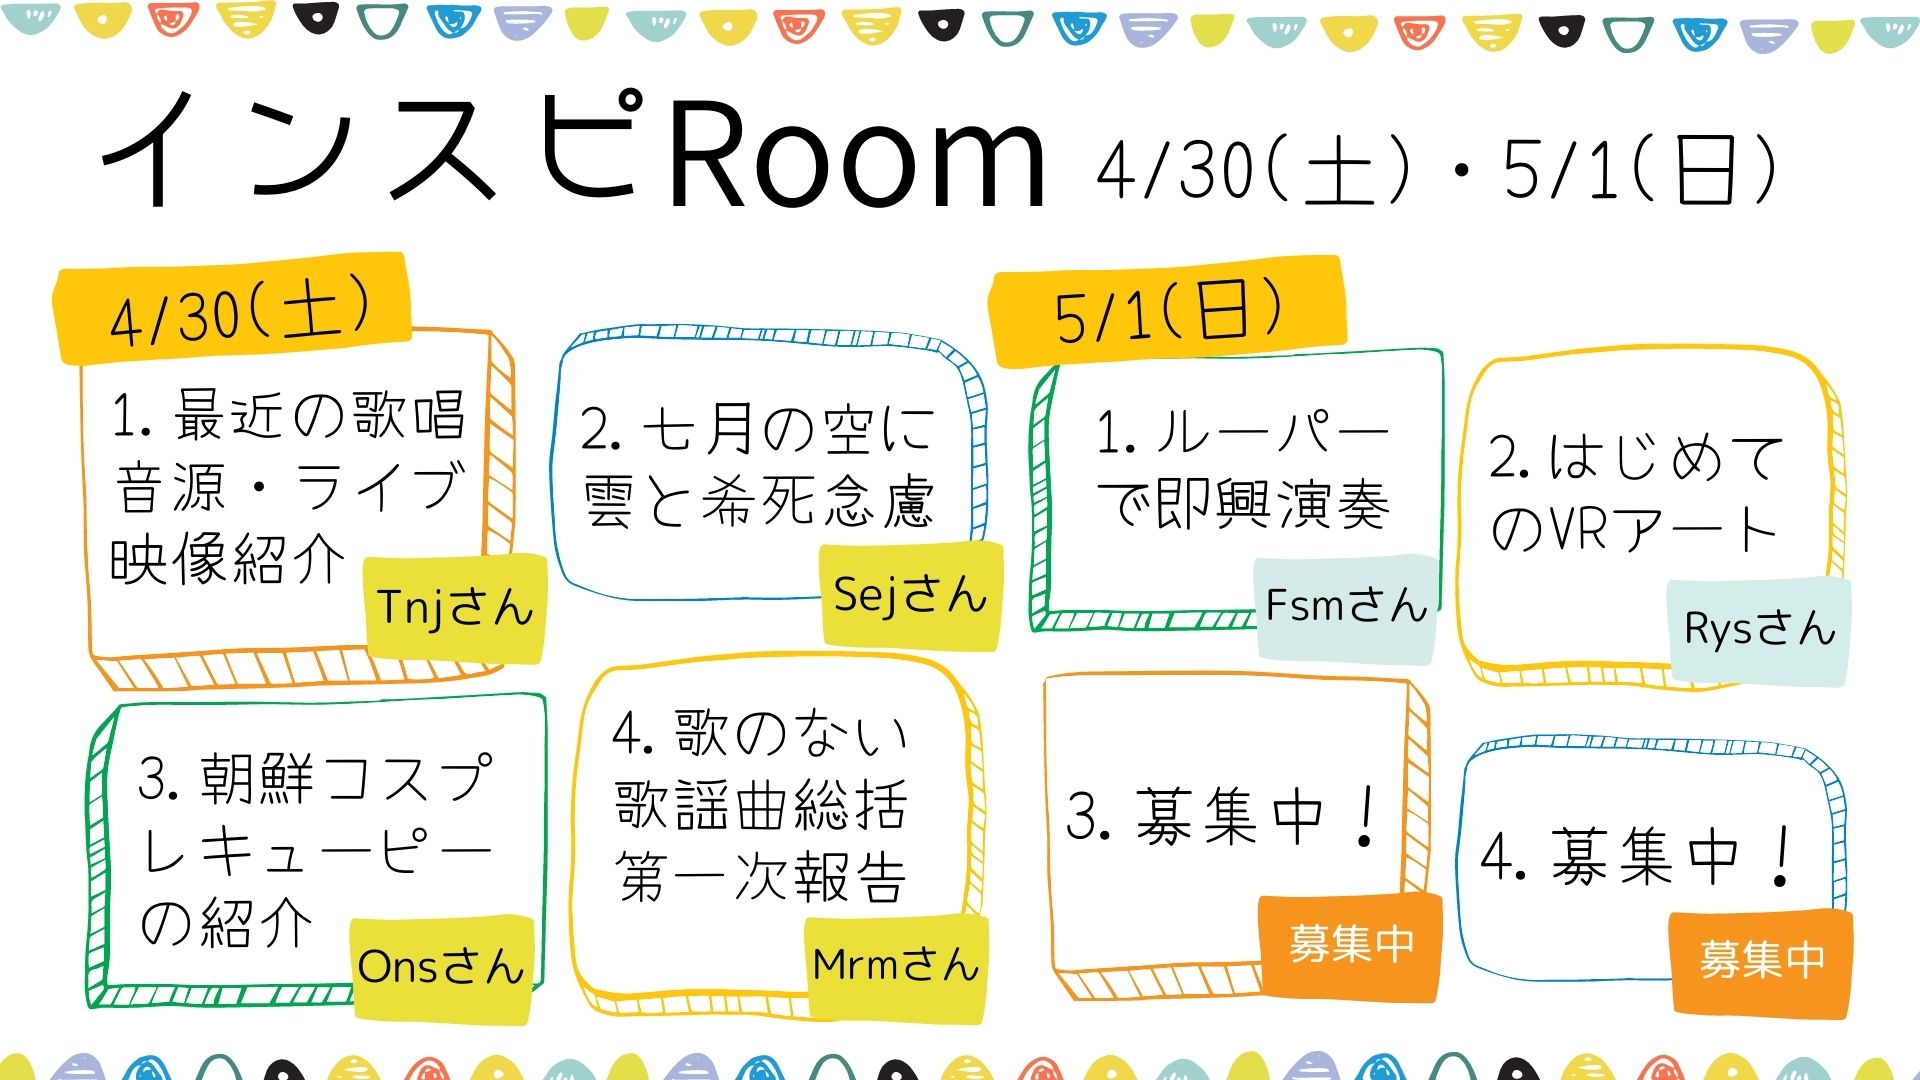 インスピRoom 4/30(土)・5/1(日)
4/30(土)
1. 最近の歌唱
音源・ライブ
映像紹介
Tnjさん
2. 七月の空に
雲と希死念慮
Sejさん
3. 朝鮮コスプ
レキューピー
の紹介
Onsさん
4. 歌のない
歌謡曲総括
第一次報告
Mrmさん
5/1(日)
1. ルーパー
で即興演奏
Fsmさん
2. はじめて
のVRアート
Rysさん
3. 募集中！
募集中
4. 募集中！
募集中